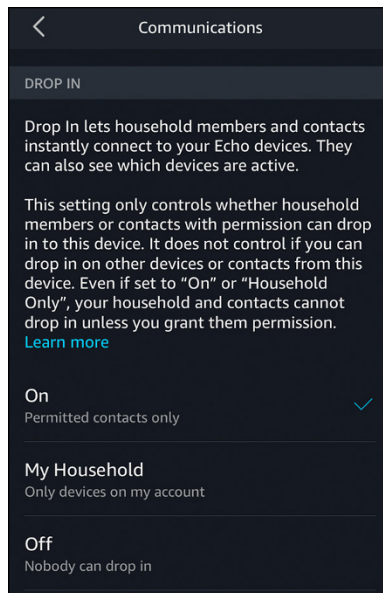 Communications
DROP IN
Drop In lets household members and contacts
instantly connect to your Echo devices. They
can also see which devices are active.
This setting only controls whether household
members or contacts with permission can drop
in to this device. It does not control if you can
drop in on other devices or contacts from this
device. Even if set to “On” or “Household
Only”, your household and contacts cannot
drop in unless you grant them permission.
Learn more
On
Permitted contacts only
My Household
Only devices on my account
Off
Nobody can drop in